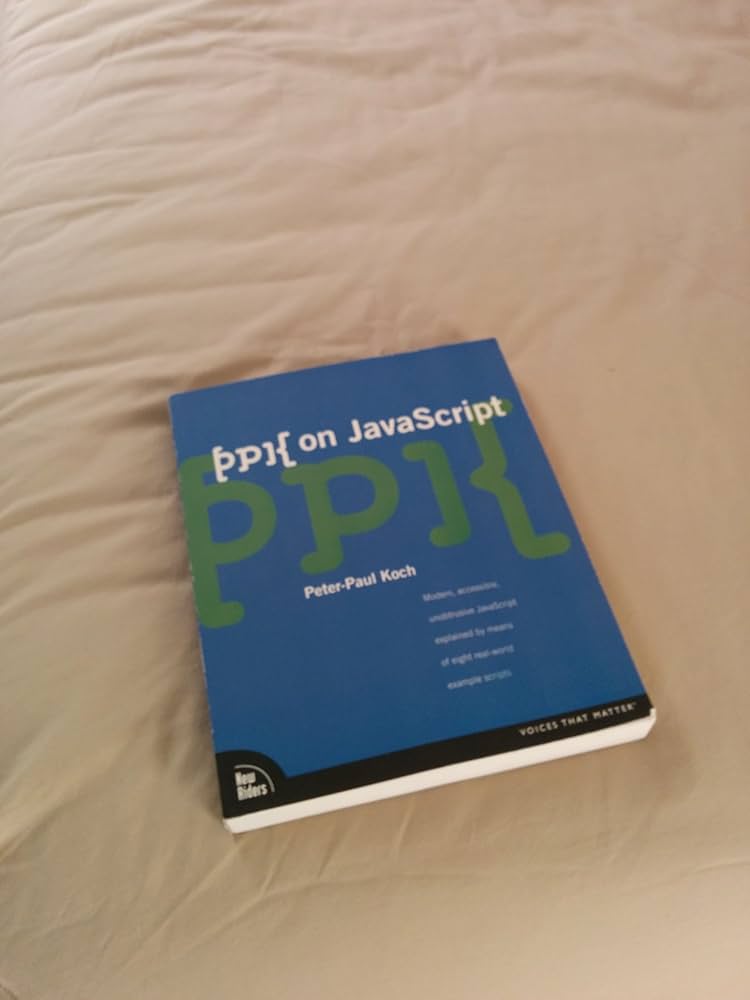 ppk on JavaScript
ppk
Peter-Paul Koch
Modern, accessible,
unobtrusive JavaScript
explained by means
of eight real-world
example scripts
VOICES THAT MATTER™
New
Riders